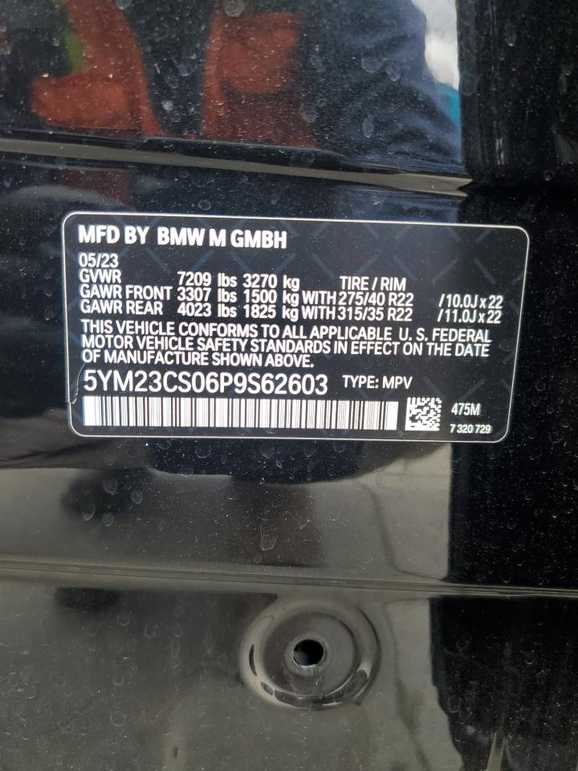 MFD BY BMW M GMBH
05/23
GVWR 7209 lbs 3270 kg TIRE / RIM
GAWR FRONT 3307 lbs 1500 kg WITH 275/40 R22 /10.0J x 22
GAWR REAR 4023 lbs 1825 kg WITH 315/35 R22 /11.0J x 22
THIS VEHICLE CONFORMS TO ALL APPLICABLE U. S. FEDERAL
MOTOR VEHICLE SAFETY STANDARDS IN EFFECT ON THE DATE
OF MANUFACTURE SHOWN ABOVE.
5YM23CS06P9S62603 TYPE: MPV
475M
7 320 729